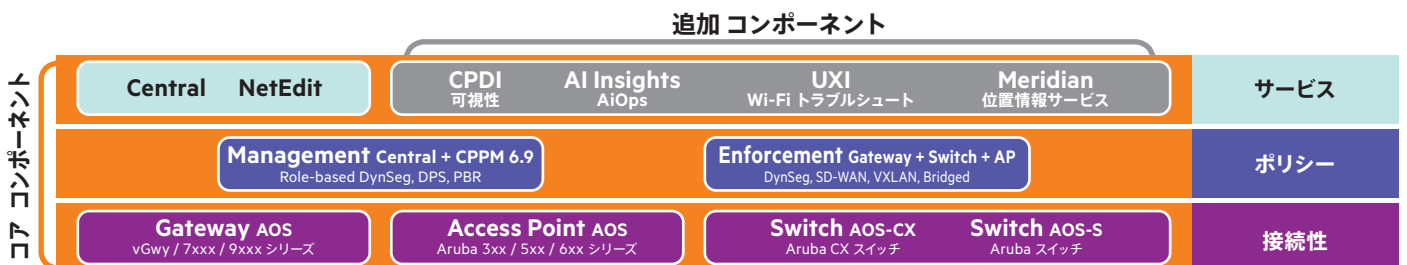 追加 コンポーネント
コア コンポーネント
Central NetEdit
CPDI
可視性
AI Insights
AiOps
UXI
Wi-Fi トラブルシュート
Meridian
位置情報サービス
サービス
Management Central + CPPM 6.9
Role-based DynSeg, DPS, PBR
Enforcement Gateway + Switch + AP
DynSeg, SD-WAN, VXLAN, Bridged
ポリシー
Gateway AOS
vGwy / 7xxx / 9xxx シリーズ
Access Point AOS
Aruba 3xx / 5xx / 6xx シリーズ
Switch AOS-CX
Aruba CX スイッチ
Switch AOS-S
Aruba スイッチ
接続性